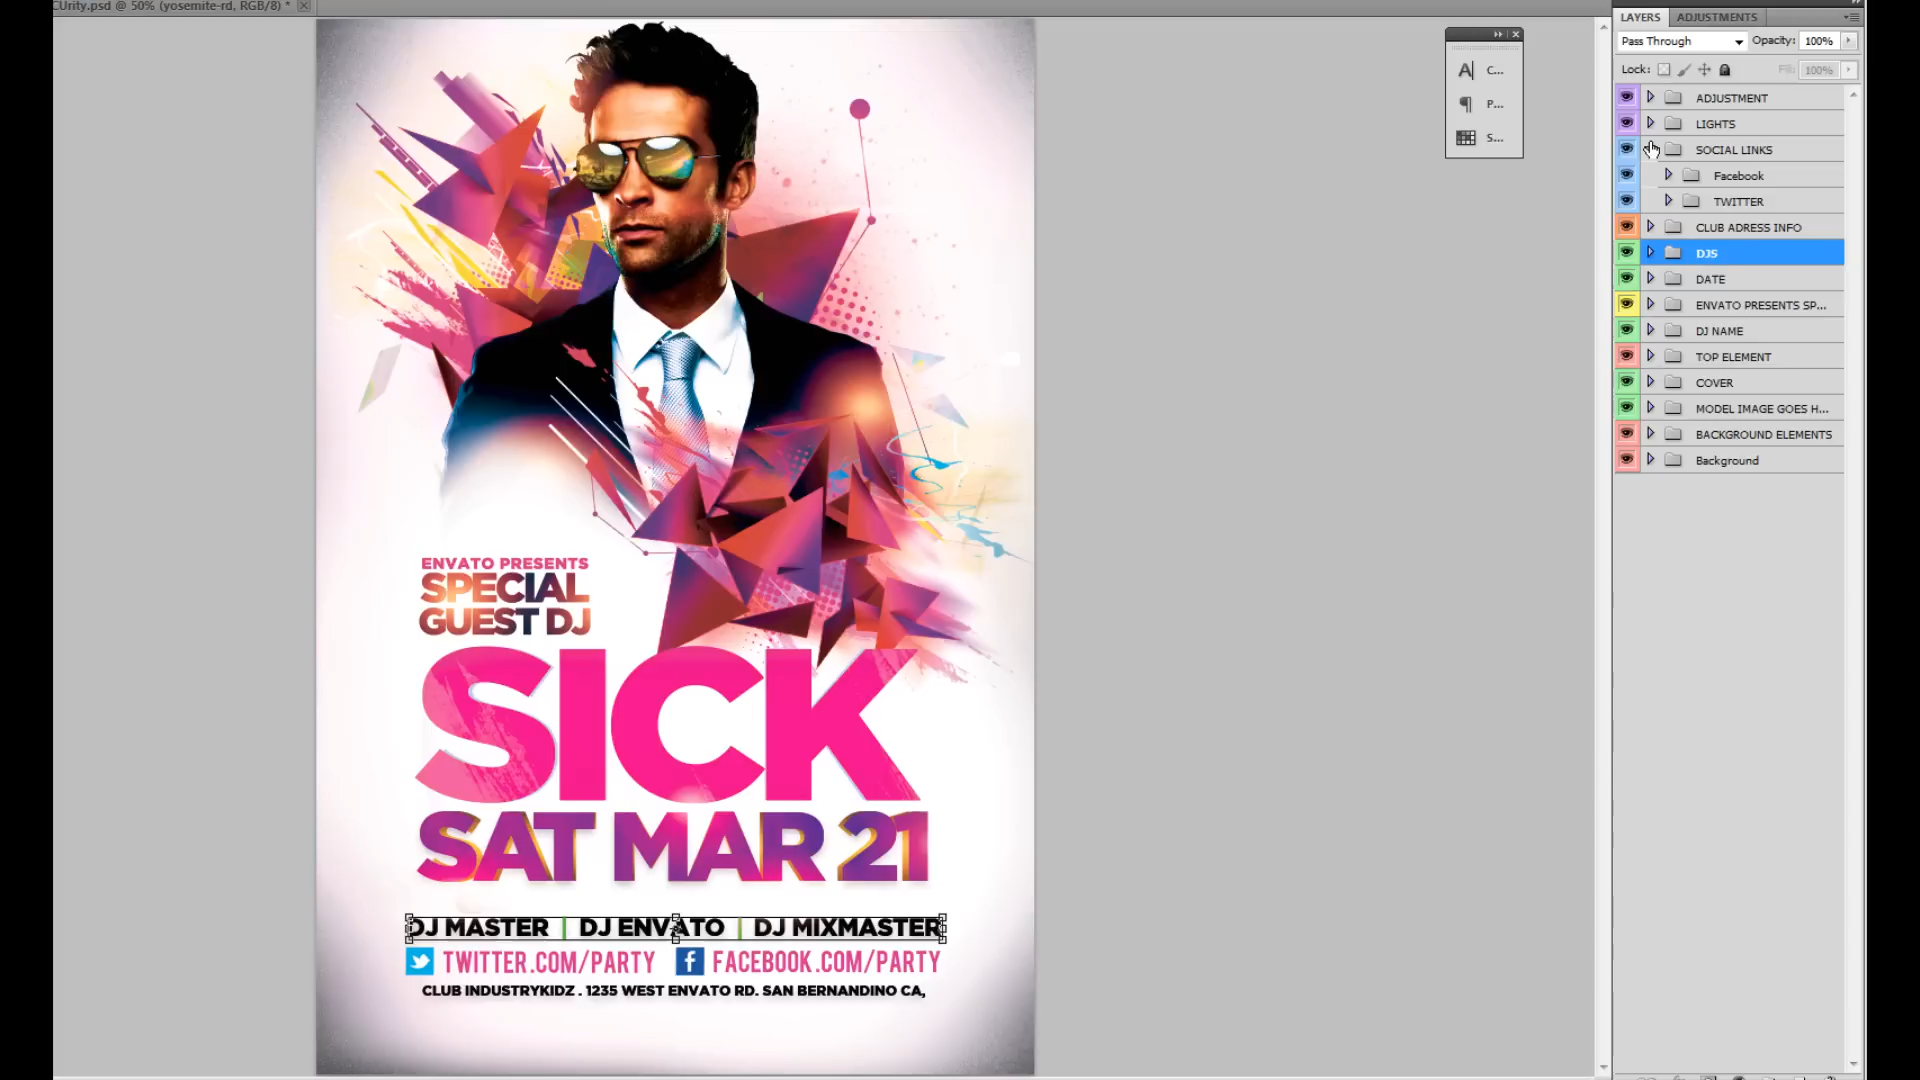 CUrity.psd @ 50% (yosemite-rd, RGB/8) *
LAYERS ADJUSTMENTS
Pass Through Opacity: 100%
Lock: Fill: 100%
C...
P...
S...
ADJUSTMENT
LIGHTS
SOCIAL LINKS
Facebook
TWITTER
CLUB ADRESS INFO
DJS
DATE
ENVATO PRESENTS SP...
DJ NAME
TOP ELEMENT
COVER
MODEL IMAGE GOES H...
BACKGROUND ELEMENTS
Background
ENVATO PRESENTS
SPECIAL
GUEST DJ
SICK
SAT MAR 21
DJ MASTER | DJ ENVATO | DJ MIXMASTER
TWITTER.COM/PARTY f FACEBOOK.COM/PARTY
CLUB INDUSTRYKIDZ . 1235 WEST ENVATO RD. SAN BERNANDINO CA,